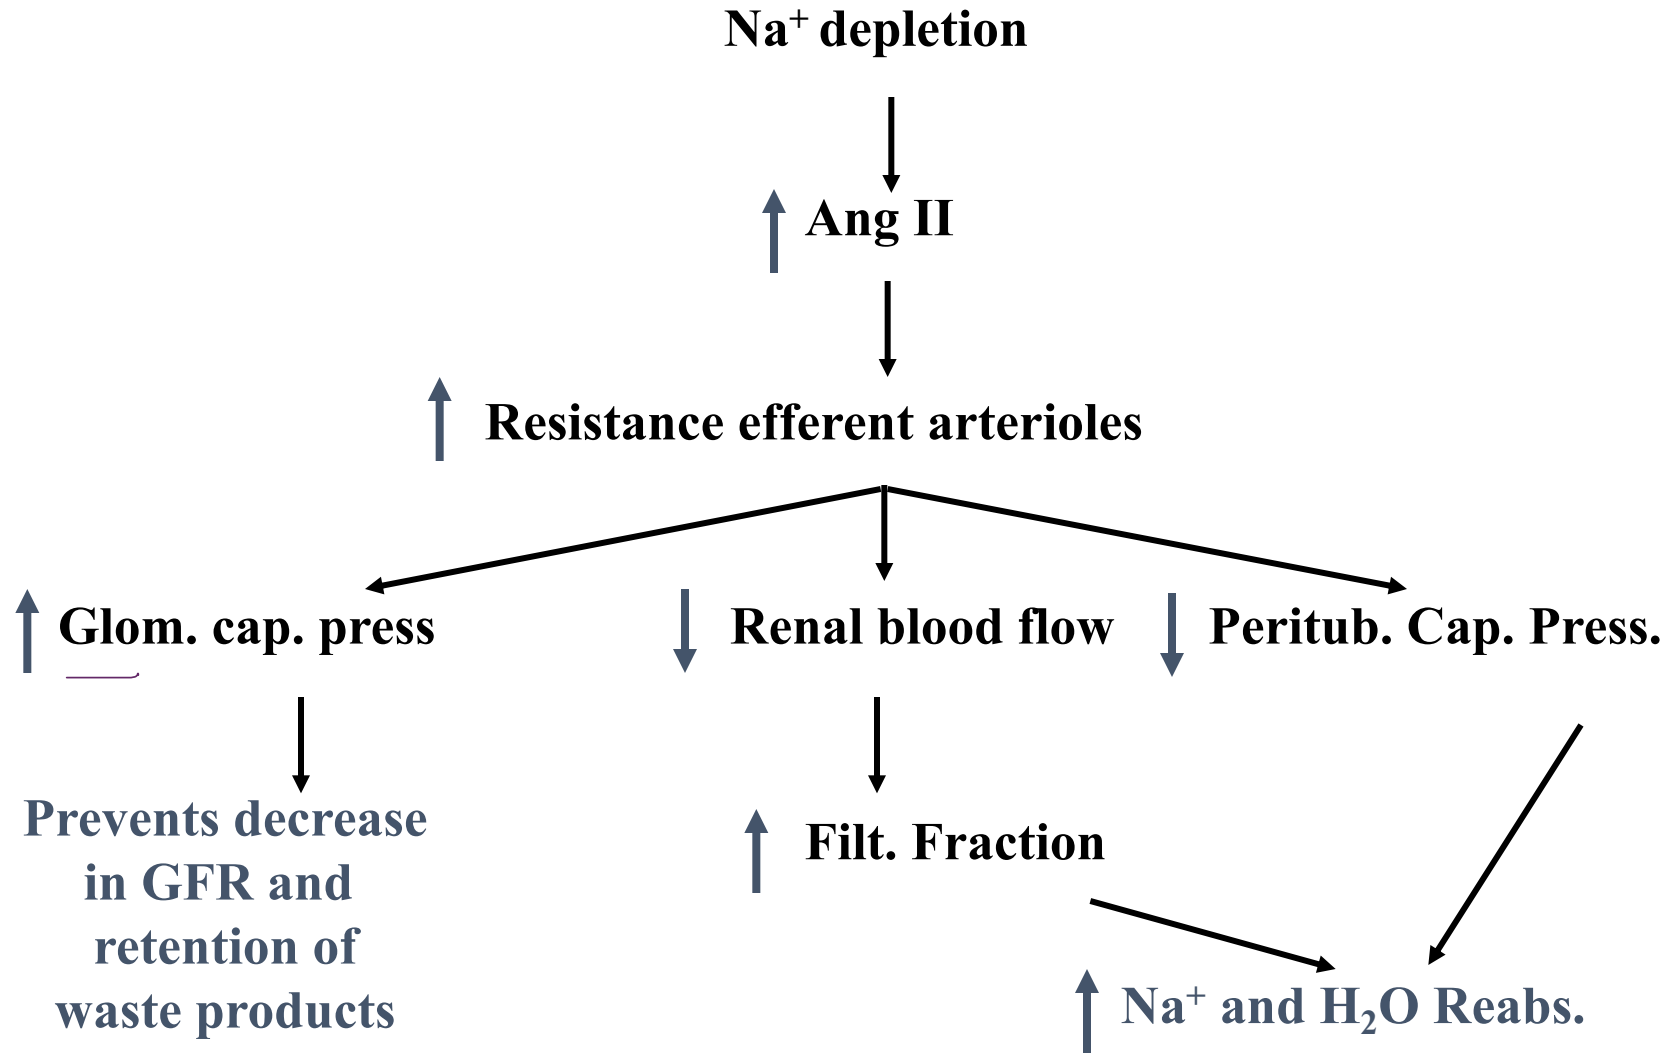 Na⁺ depletion
Ang II
Resistance efferent arterioles
Glom. cap. press
Renal blood flow
Peritub. Cap. Press.
Prevents decrease
in GFR and
retention of
waste products
Filt. Fraction
Na⁺ and H₂O Reabs.